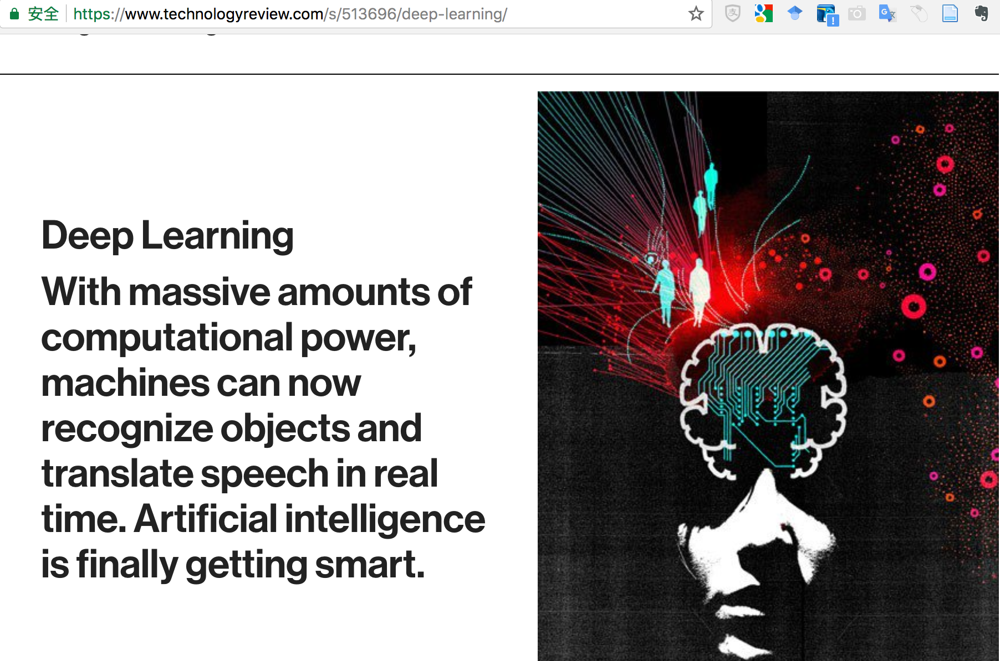 安全 https://www.technologyreview.com/s/513696/deep-learning/
Deep Learning
With massive amounts of
computational power,
machines can now
recognize objects and
translate speech in real
time. Artificial intelligence
is finally getting smart.